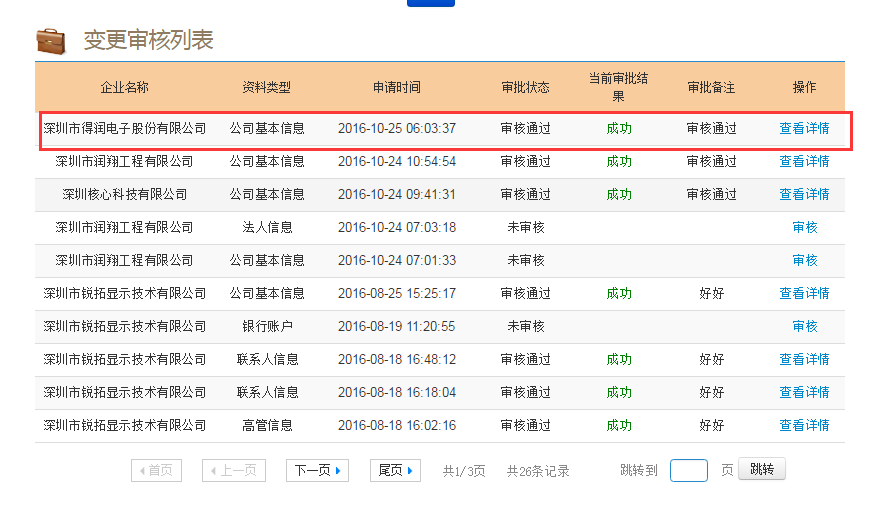 变更审核列表
企业名称 资料类型 申请时间 审批状态 当前审批结果 审批备注 操作
深圳市得润电子股份有限公司 公司基本信息 2016-10-25 06:03:37 审核通过 成功 审核通过 查看详情
深圳市润翔工程有限公司 公司基本信息 2016-10-24 10:54:54 审核通过 成功 审核通过 查看详情
深圳核心科技有限公司 公司基本信息 2016-10-24 09:41:31 审核通过 成功 审核通过 查看详情
深圳市润翔工程有限公司 法人信息 2016-10-24 07:03:18 未审核 审核
深圳市润翔工程有限公司 公司基本信息 2016-10-24 07:01:33 未审核 审核
深圳市锐拓显示技术有限公司 公司基本信息 2016-08-25 15:25:17 审核通过 成功 好好 查看详情
深圳市锐拓显示技术有限公司 银行账户 2016-08-19 11:20:55 未审核 审核
深圳市锐拓显示技术有限公司 联系人信息 2016-08-18 16:48:12 审核通过 成功 好好 查看详情
深圳市锐拓显示技术有限公司 联系人信息 2016-08-18 16:18:04 审核通过 成功 好好 查看详情
深圳市锐拓显示技术有限公司 高管信息 2016-08-18 16:02:16 审核通过 成功 好好 查看详情
首页 上一页 下一页 尾页 共1/3页 共26条记录 跳转到 页 跳转